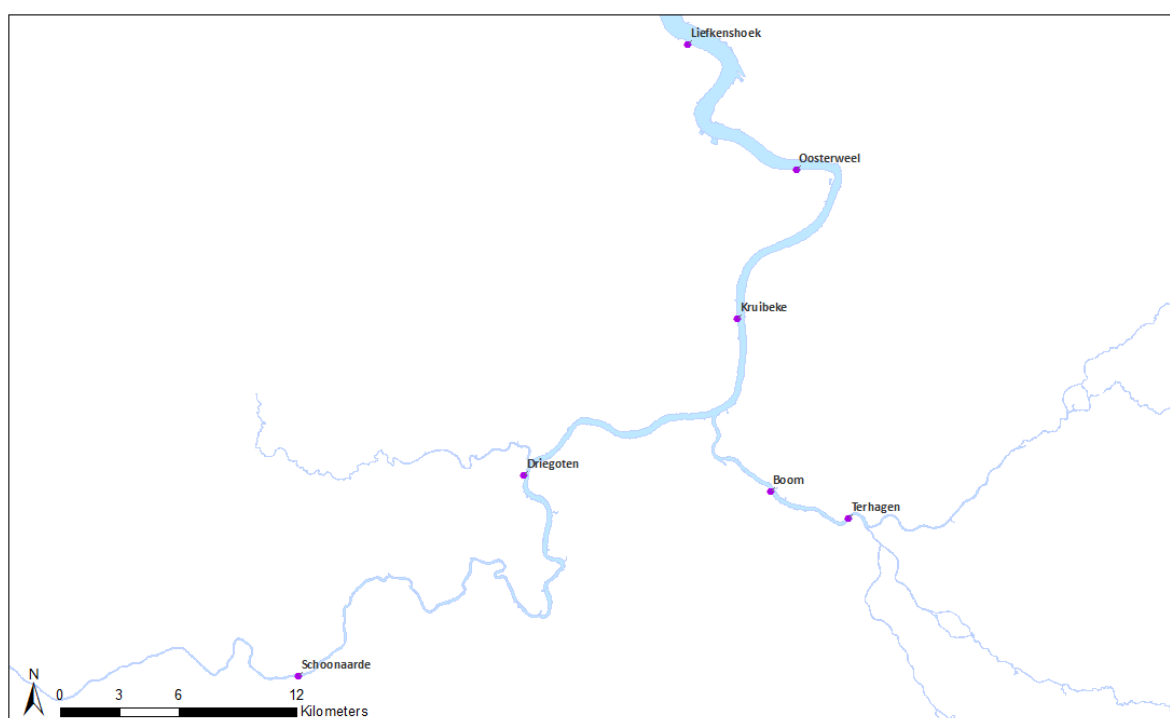 Liefkenshoek
Oosterweel
Kruibeke
Driegoten
Boom
Terhagen
Schoonaarde
N
0 3 6 12
Kilometers